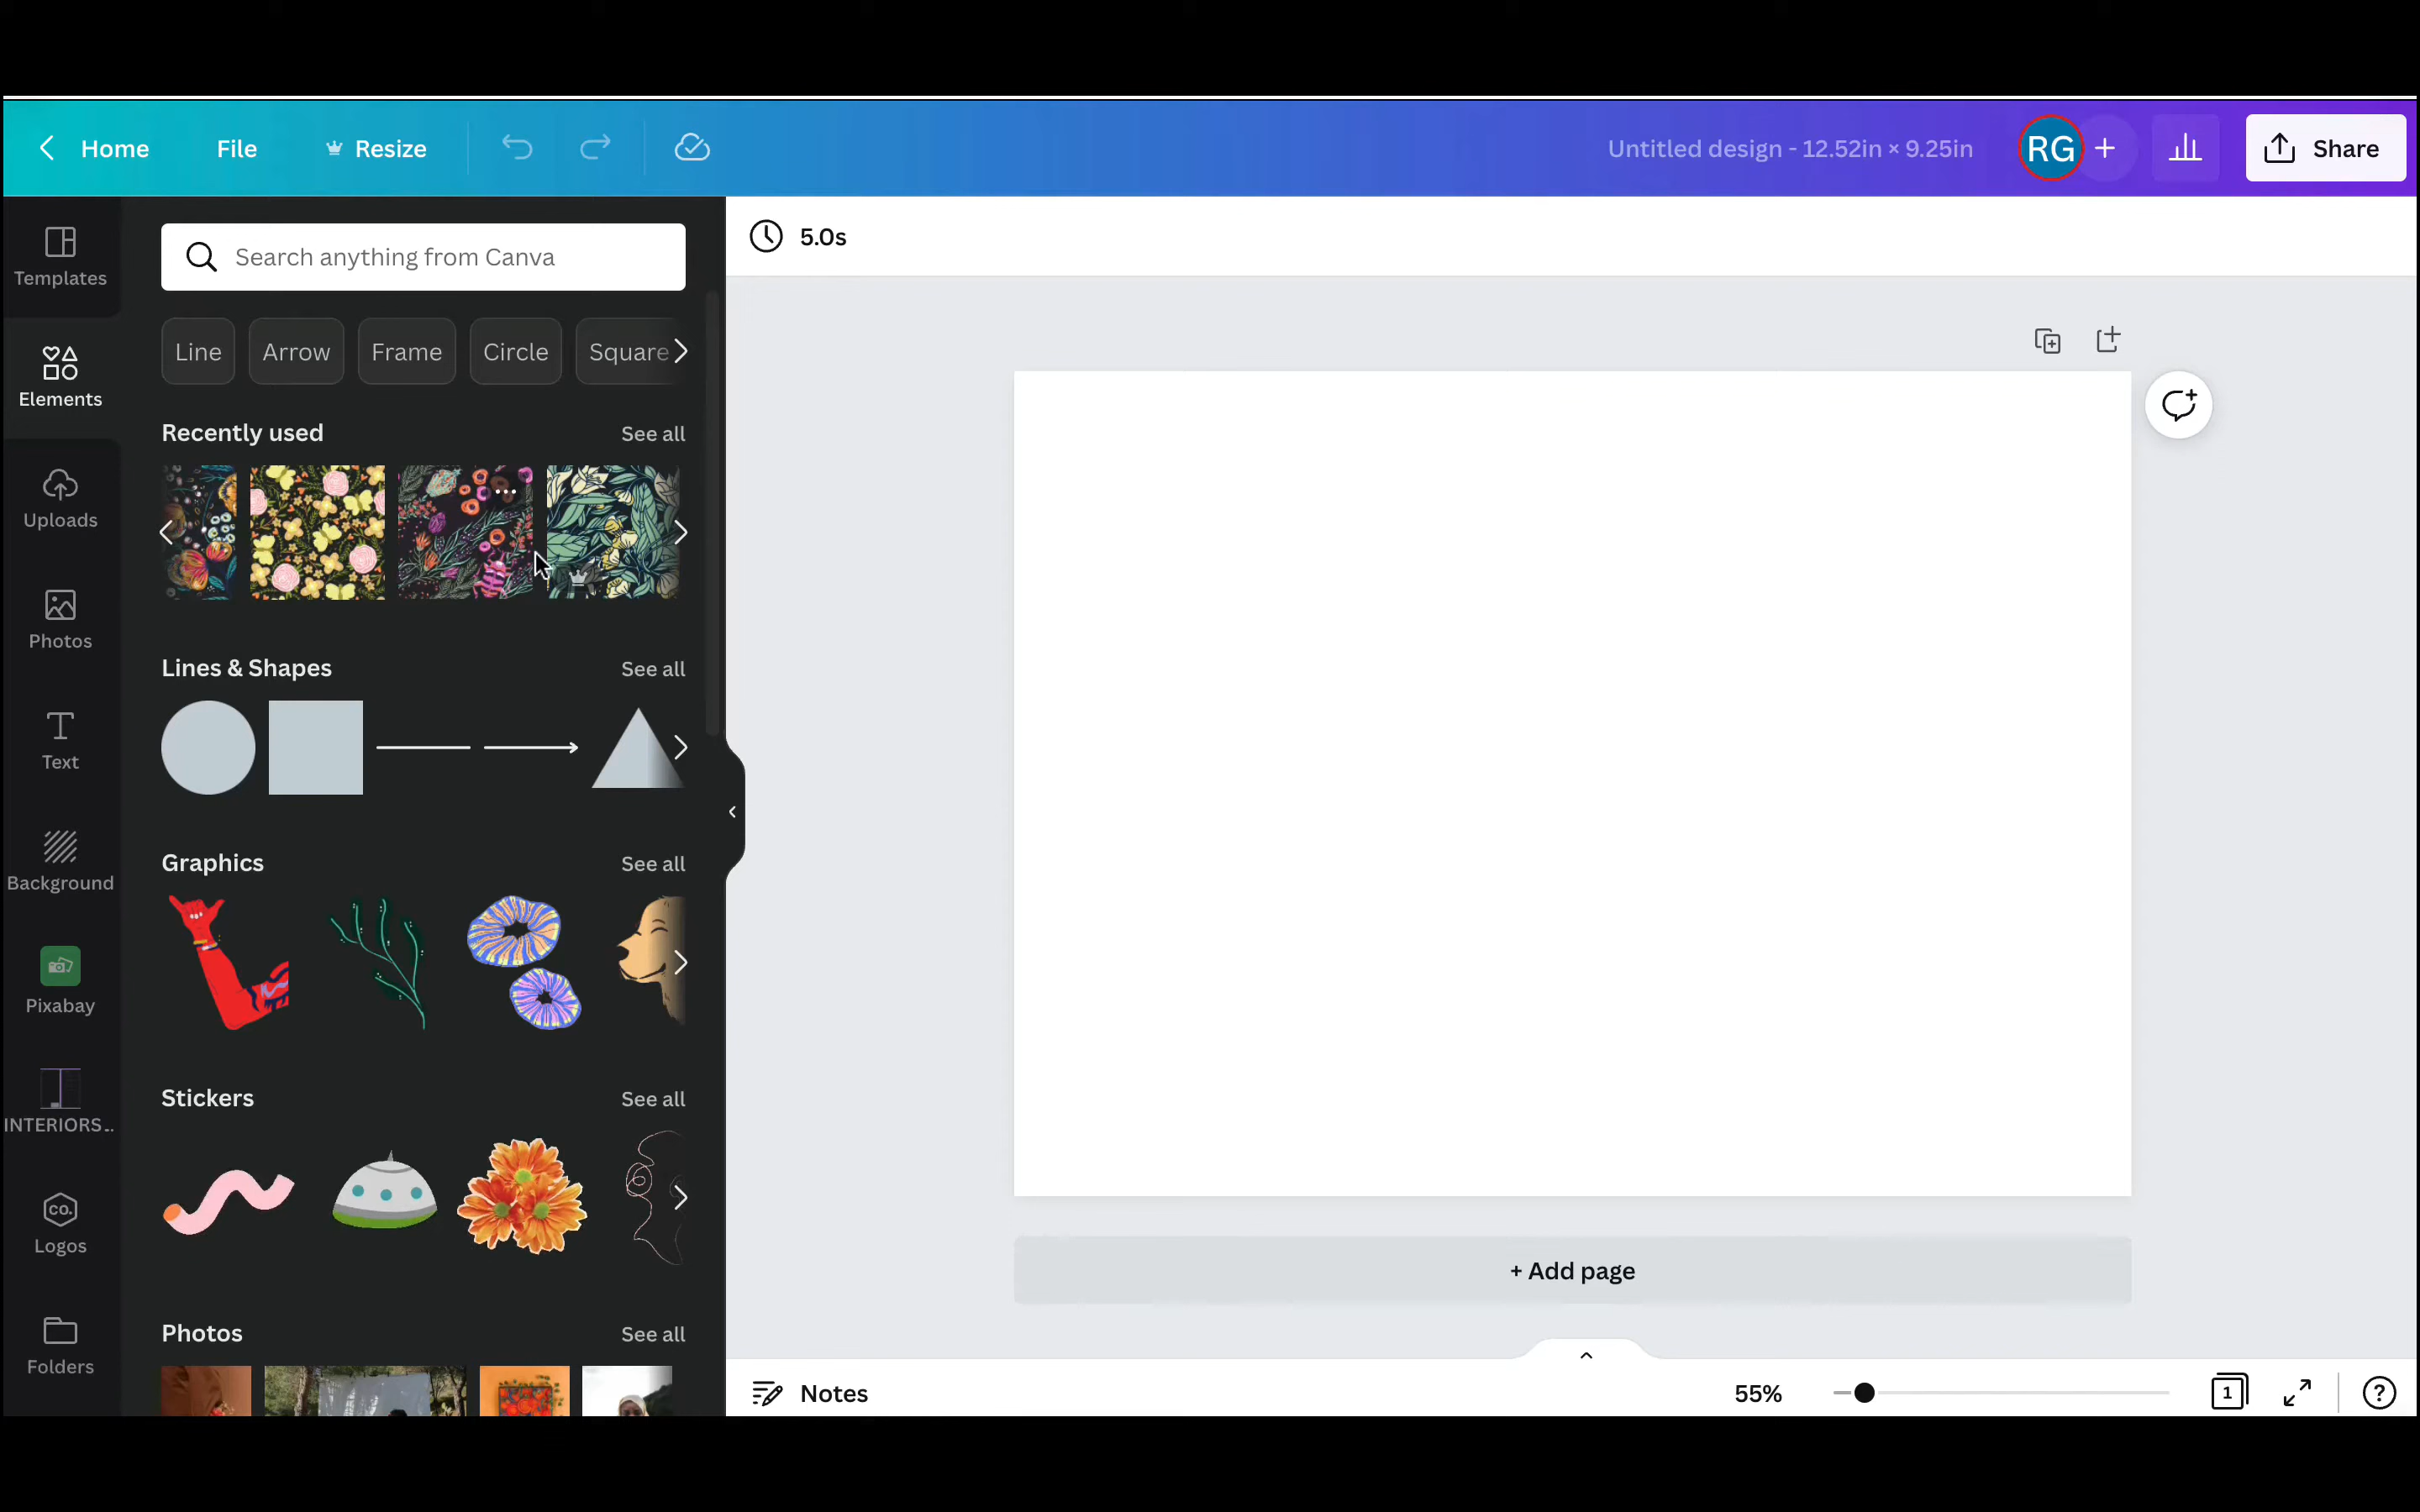 Home
File
Resize
Untitled design - 12.52in × 9.25in
RG
+
Share
Templates
Elements
Uploads
Photos
Text
Background
Pixabay
INTERIORS..
CO.
Logos
Folders
Search anything from Canva
Line
Arrow
Frame
Circle
Square
Recently used
See all
Lines & Shapes
See all
Graphics
See all
Stickers
See all
Photos
See all
5.0s
+ Add page
Notes
55%
1
?